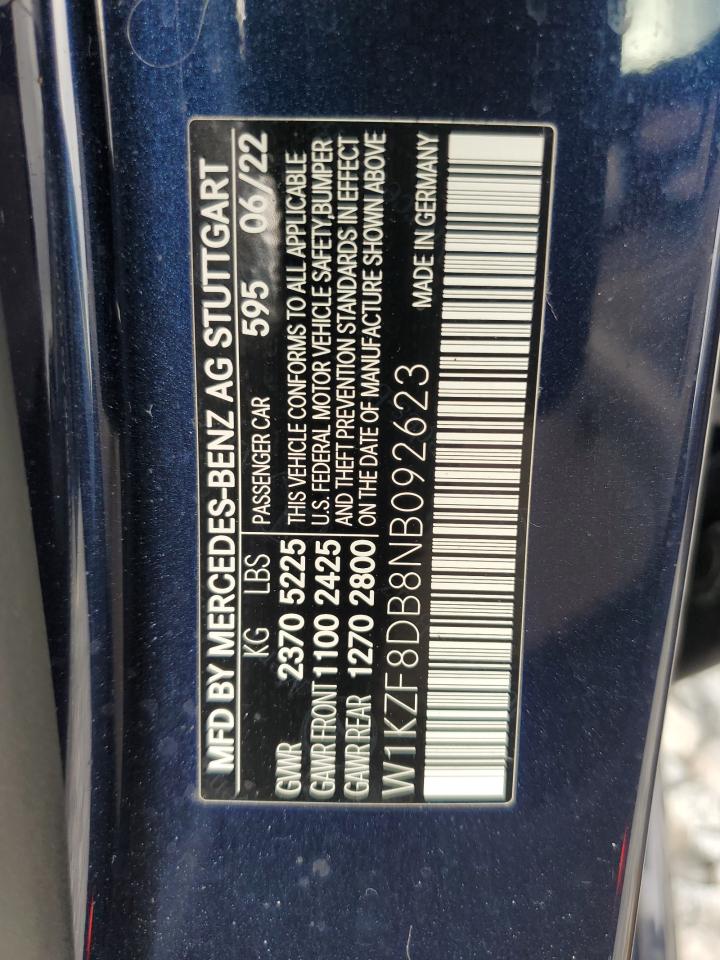 MFD BY MERCEDES-BENZ AG STUTTGART
KG LBS PASSENGER CAR 595 06/22
GVWR 2370 5225 THIS VEHICLE CONFORMS TO ALL APPLICABLE
GAWR FRONT 1100 2425 U.S. FEDERAL MOTOR VEHICLE SAFETY,BUMPER
GAWR REAR 1270 2800 AND THEFT PREVENTION STANDARDS IN EFFECT
ON THE DATE OF MANUFACTURE SHOWN ABOVE
W1KZF8DB8NB092623 MADE IN GERMANY